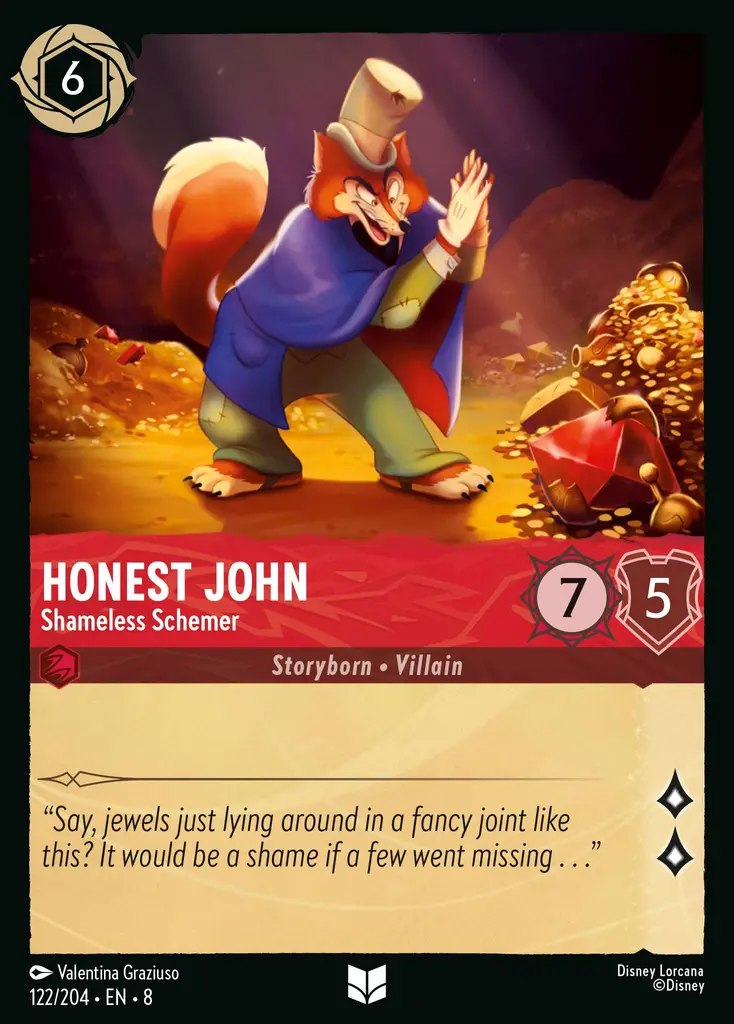 6
HONEST JOHN
Shameless Schemer
7
5
Storyborn • Villain
“Say, jewels just lying around in a fancy joint like
this? It would be a shame if a few went missing . . .”
Valentina Graziuso
122/204 • EN • 8
Disney Lorcana
©Disney